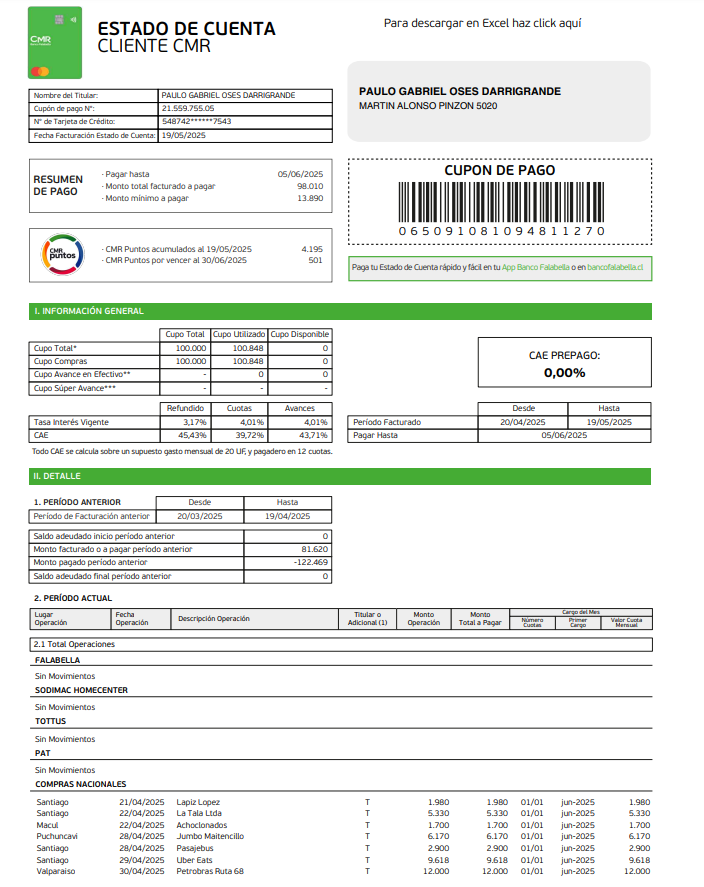 CMR
Banco Falabella
ESTADO DE CUENTA
CLIENTE CMR
Para descargar en Excel haz click aquí
Nombre del Titular: PAULO GABRIEL OSES DARRIGRANDE
Cupón de pago N°: 21.559.755.05
N° de Tarjeta de Crédito: 548742******7543
Fecha Facturación Estado de Cuenta: 19/05/2025
PAULO GABRIEL OSES DARRIGRANDE
MARTIN ALONSO PINZON 5020
RESUMEN DE PAGO
· Pagar hasta 05/06/2025
· Monto total facturado a pagar 98.010
· Monto mínimo a pagar 13.890
CUPON DE PAGO
065091081094811270
CMR puntos
· CMR Puntos acumulados al 19/05/2025 4.195
· CMR Puntos por vencer al 30/06/2025 501
Paga tu Estado de Cuenta rápido y fácil en tu App Banco Falabella o en bancofalabella.cl
I. INFORMACIÓN GENERAL
Cupo Total Cupo Utilizado Cupo Disponible
Cupo Total* 100.000 100.848 0
Cupo Compras 100.000 100.848 0
Cupo Avance en Efectivo** - 0 0
Cupo Súper Avance*** - - -
CAE PREPAGO:
0,00%
Refundido Cuotas Avances
Tasa Interés Vigente 3,17% 4,01% 4,01%
CAE 45,43% 39,72% 43,71%
Desde Hasta
Período Facturado 20/04/2025 19/05/2025
Pagar Hasta 05/06/2025
Todo CAE se calcula sobre un supuesto gasto mensual de 20 UF, y pagadero en 12 cuotas.
II. DETALLE
1. PERÍODO ANTERIOR Desde Hasta
Período de Facturación anterior 20/03/2025 19/04/2025
Saldo adeudado inicio período anterior 0
Monto facturado o a pagar período anterior 81.620
Monto pagado período anterior -122.469
Saldo adeudado final período anterior 0
2. PERÍODO ACTUAL
Lugar Operación Fecha Operación Descripción Operación Titular o Adicional (1) Monto Operación Monto Total a Pagar Cargo del Mes Número Cuotas Primer Cargo Valor Cuota Mensual
2.1 Total Operaciones
FALABELLA
Sin Movimientos
SODIMAC HOMECENTER
Sin Movimientos
TOTTUS
Sin Movimientos
PAT
Sin Movimientos
COMPRAS NACIONALES
Santiago 21/04/2025 Lapiz Lopez T 1.980 1.980 01/01 jun-2025 1.980
Santiago 22/04/2025 La Tala Ltda T 5.330 5.330 01/01 jun-2025 5.330
Macul 22/04/2025 Achoclonados T 1.700 1.700 01/01 jun-2025 1.700
Puchuncavi 28/04/2025 Jumbo Maitencillo T 6.170 6.170 01/01 jun-2025 6.170
Santiago 28/04/2025 Pasajebus T 2.900 2.900 01/01 jun-2025 2.900
Santiago 29/04/2025 Uber Eats T 9.618 9.618 01/01 jun-2025 9.618
Valparaiso 30/04/2025 Petrobras Ruta 68 T 12.000 12.000 01/01 jun-2025 12.000